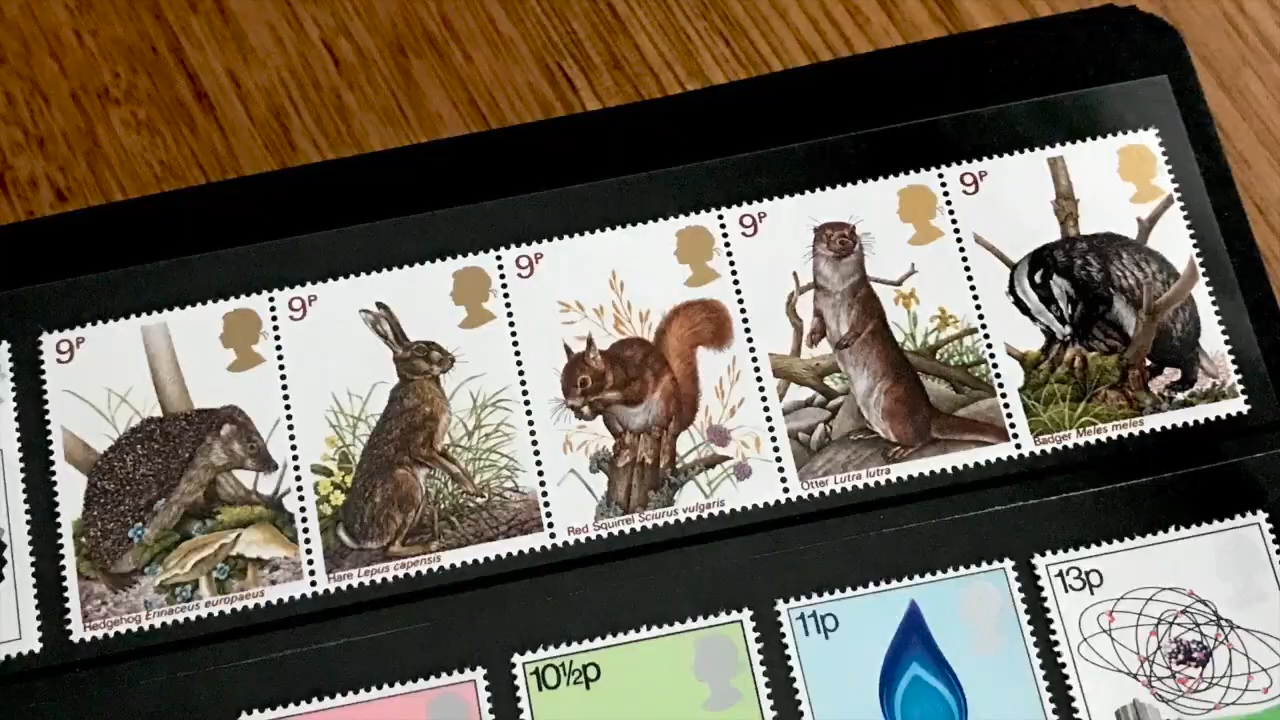 9P
9P
9P
9P
9P
Hedgehog Erinaceus europaeus
Hare Lepus capensis
Red Squirrel Sciurus vulgaris
Otter Lutra lutra
Badger Meles meles
10½p
11p
13p